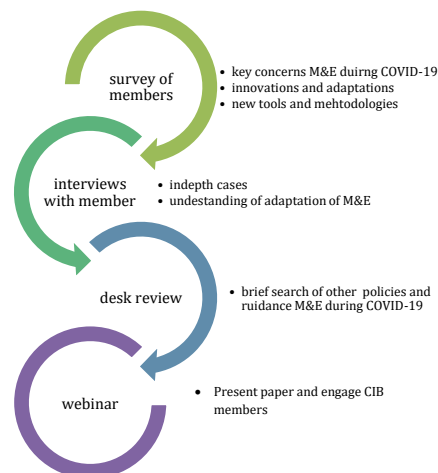 survey of
members
• key concerns M&E duirng COVID-19
• innovations and adaptations
• new tools and mehtodologies
interviews
with member
• indepth cases
• undestanding of adaptation of M&E
desk review
• brief search of other policies and
ruidance M&E during COVID-19
webinar
• Present paper and engage CIB
members